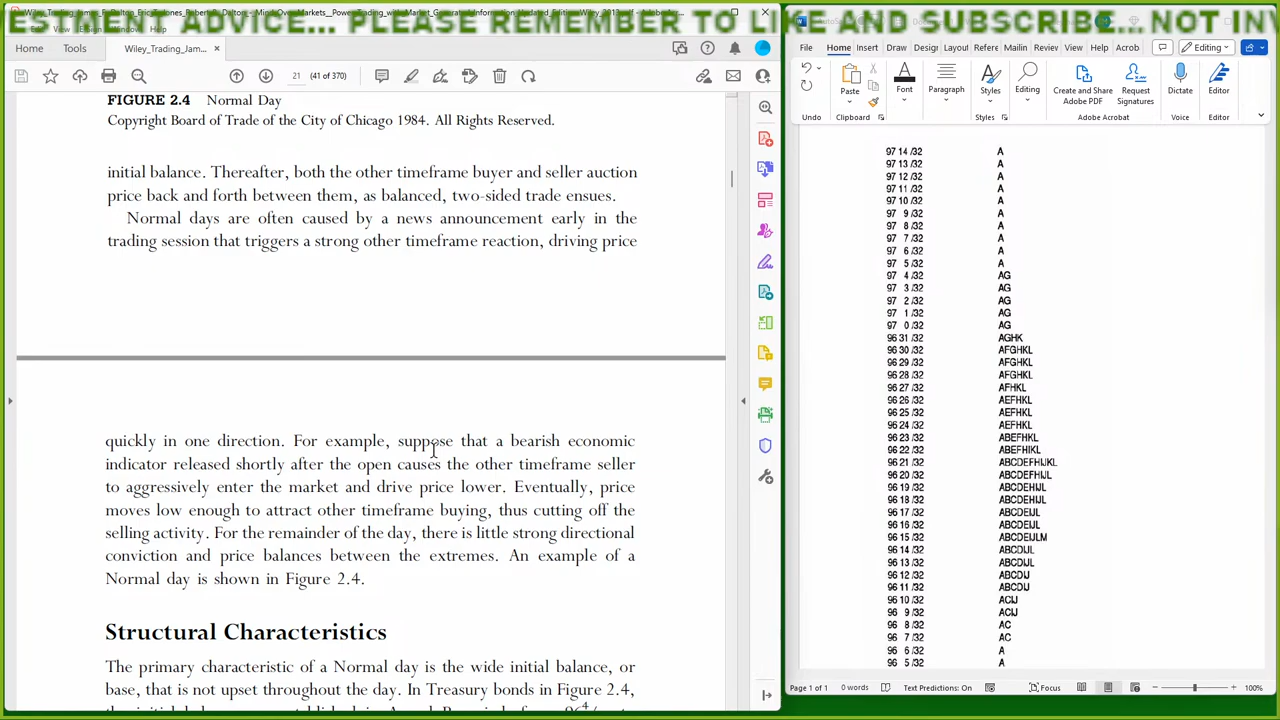 E... NOT ADVICE... PLEASE REMEMBER TO LI
KE AND SUBSCRIBE... NOT INV
Home
Tools
Wiley_Trading_Jam...
21 (41 of 370)
FIGURE 2.4 Normal Day
Copyright Board of Trade of the City of Chicago 1984. All Rights Reserved.
initial balance. Thereafter, both the other timeframe buyer and seller auction
price back and forth between them, as balanced, two-sided trade ensues.
Normal days are often caused by a news announcement early in the
trading session that triggers a strong other timeframe reaction, driving price
quickly in one direction. For example, suppose that a bearish economic
indicator released shortly after the open causes the other timeframe seller
to aggressively enter the market and drive price lower. Eventually, price
moves low enough to attract other timeframe buying, thus cutting off the
selling activity. For the remainder of the day, there is little strong directional
conviction and price balances between the extremes. An example of a
Normal day is shown in Figure 2.4.
Structural Characteristics
The primary characteristic of a Normal day is the wide initial balance, or
base, that is not upset throughout the day. In Treasury bonds in Figure 2.4,
File Home Insert Draw Design Layout Refers Mailin Review View Help Acrob
Editing
Paste
Font
Paragraph
Styles
Editing
Create and Share Adobe PDF
Request Signatures
Dictate
Editor
Undo
Clipboard
Styles
Adobe Acrobat
Voice
Editor
97 14 /32 A
97 13 /32 A
97 12 /32 A
97 11 /32 A
97 10 /32 A
97 9 /32 A
97 8 /32 A
97 7 /32 A
97 6 /32 A
97 5 /32 A
97 4 /32 AG
97 3 /32 AG
97 2 /32 AG
97 1 /32 AG
97 0 /32 AG
96 31 /32 AGHK
96 30 /32 AFGHKL
96 29 /32 AFGHKL
96 28 /32 AFGHKL
96 27 /32 AFHKL
96 26 /32 AEFHKL
96 25 /32 AEFHKL
96 24 /32 AEFHKL
96 23 /32 ABEFHKL
96 22 /32 ABEFHIKL
96 21 /32 ABCDEFHIJKL
96 20 /32 ABCDEFHIJL
96 19 /32 ABCDEHIJL
96 18 /32 ABCDEHIJL
96 17 /32 ABCDEIJL
96 16 /32 ABCDEIJL
96 15 /32 ABCDEIJLM
96 14 /32 ABCDIJL
96 13 /32 ABCDIJL
96 12 /32 ABCDIJ
96 11 /32 ABCDIJ
96 10 /32 ACIJ
96 9 /32 ACIJ
96 8 /32 AC
96 7 /32 AC
96 6 /32 A
96 5 /32 A
Page 1 of 1 0 words Text Predictions: On Focus 100%